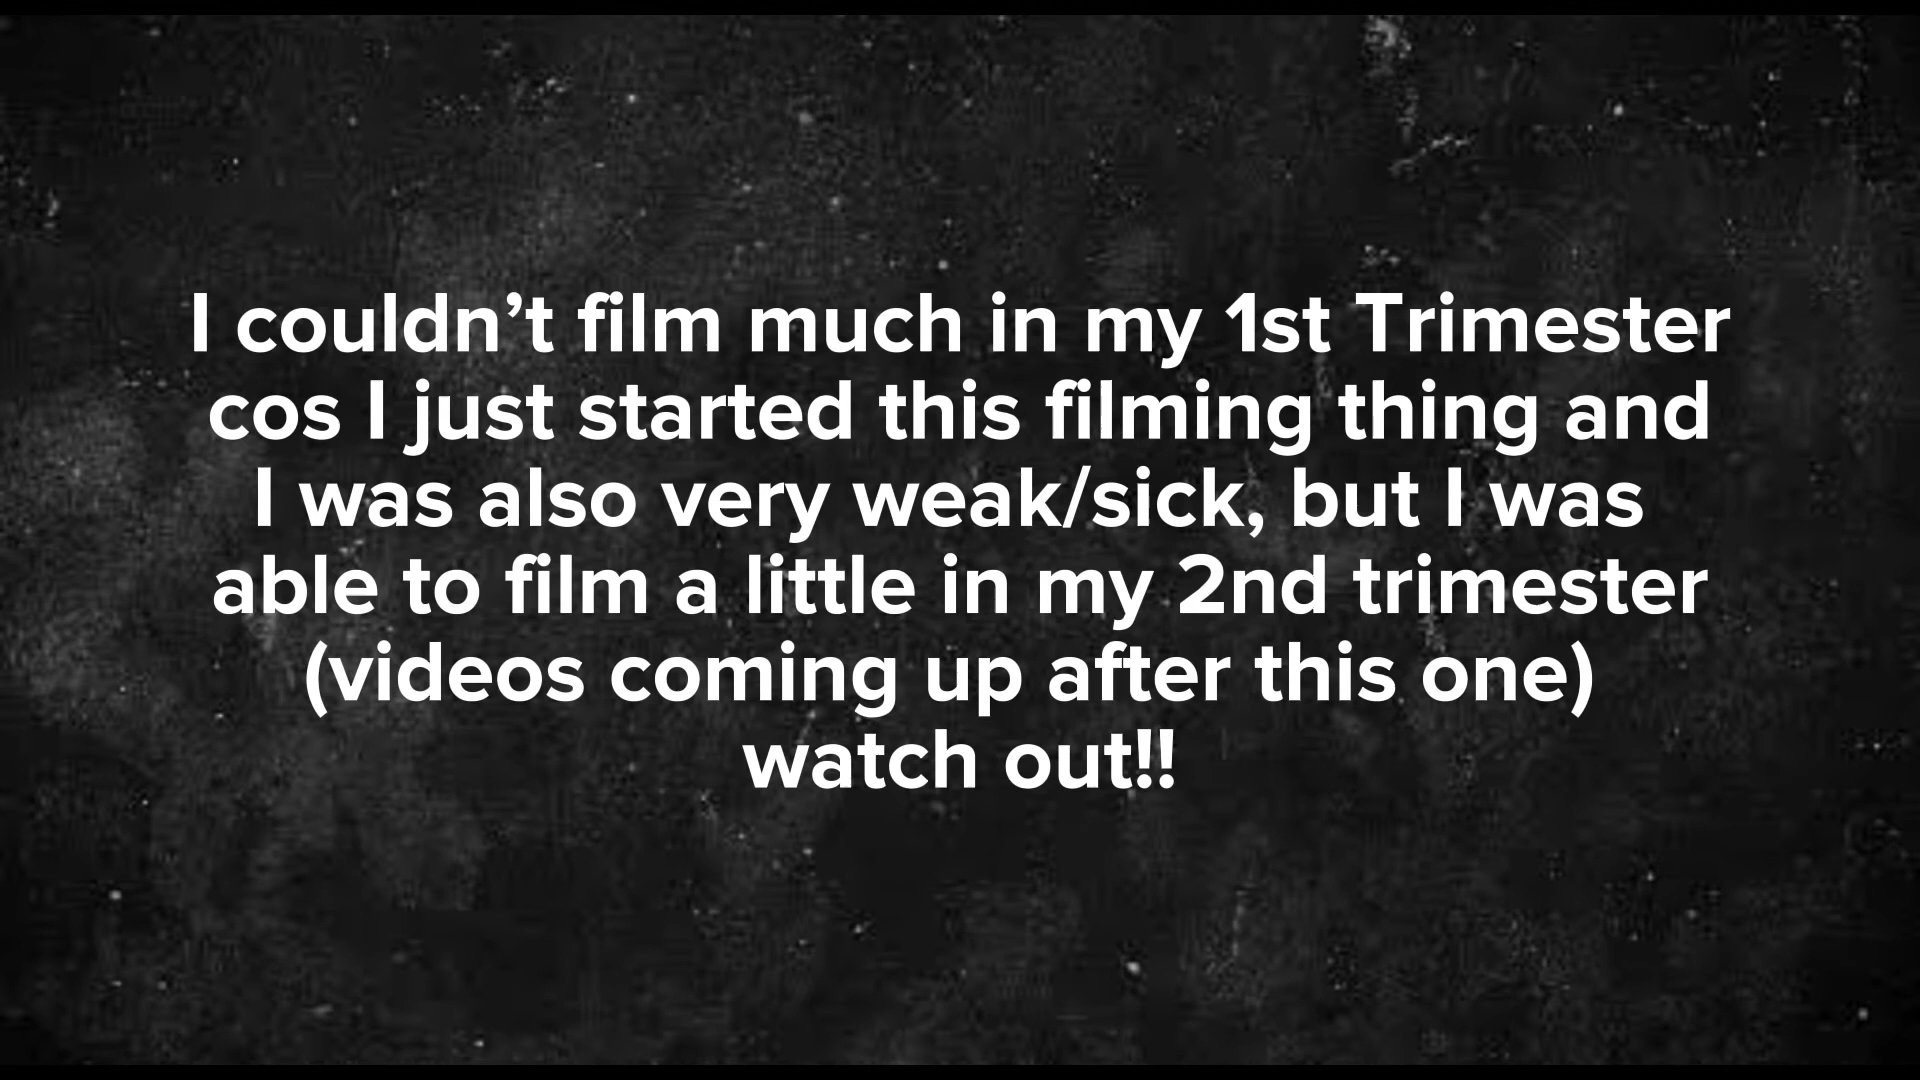 I couldn’t film much in my 1st Trimester
cos I just started this filming thing and
I was also very weak/sick, but I was
able to film a little in my 2nd trimester
(videos coming up after this one)
watch out!!